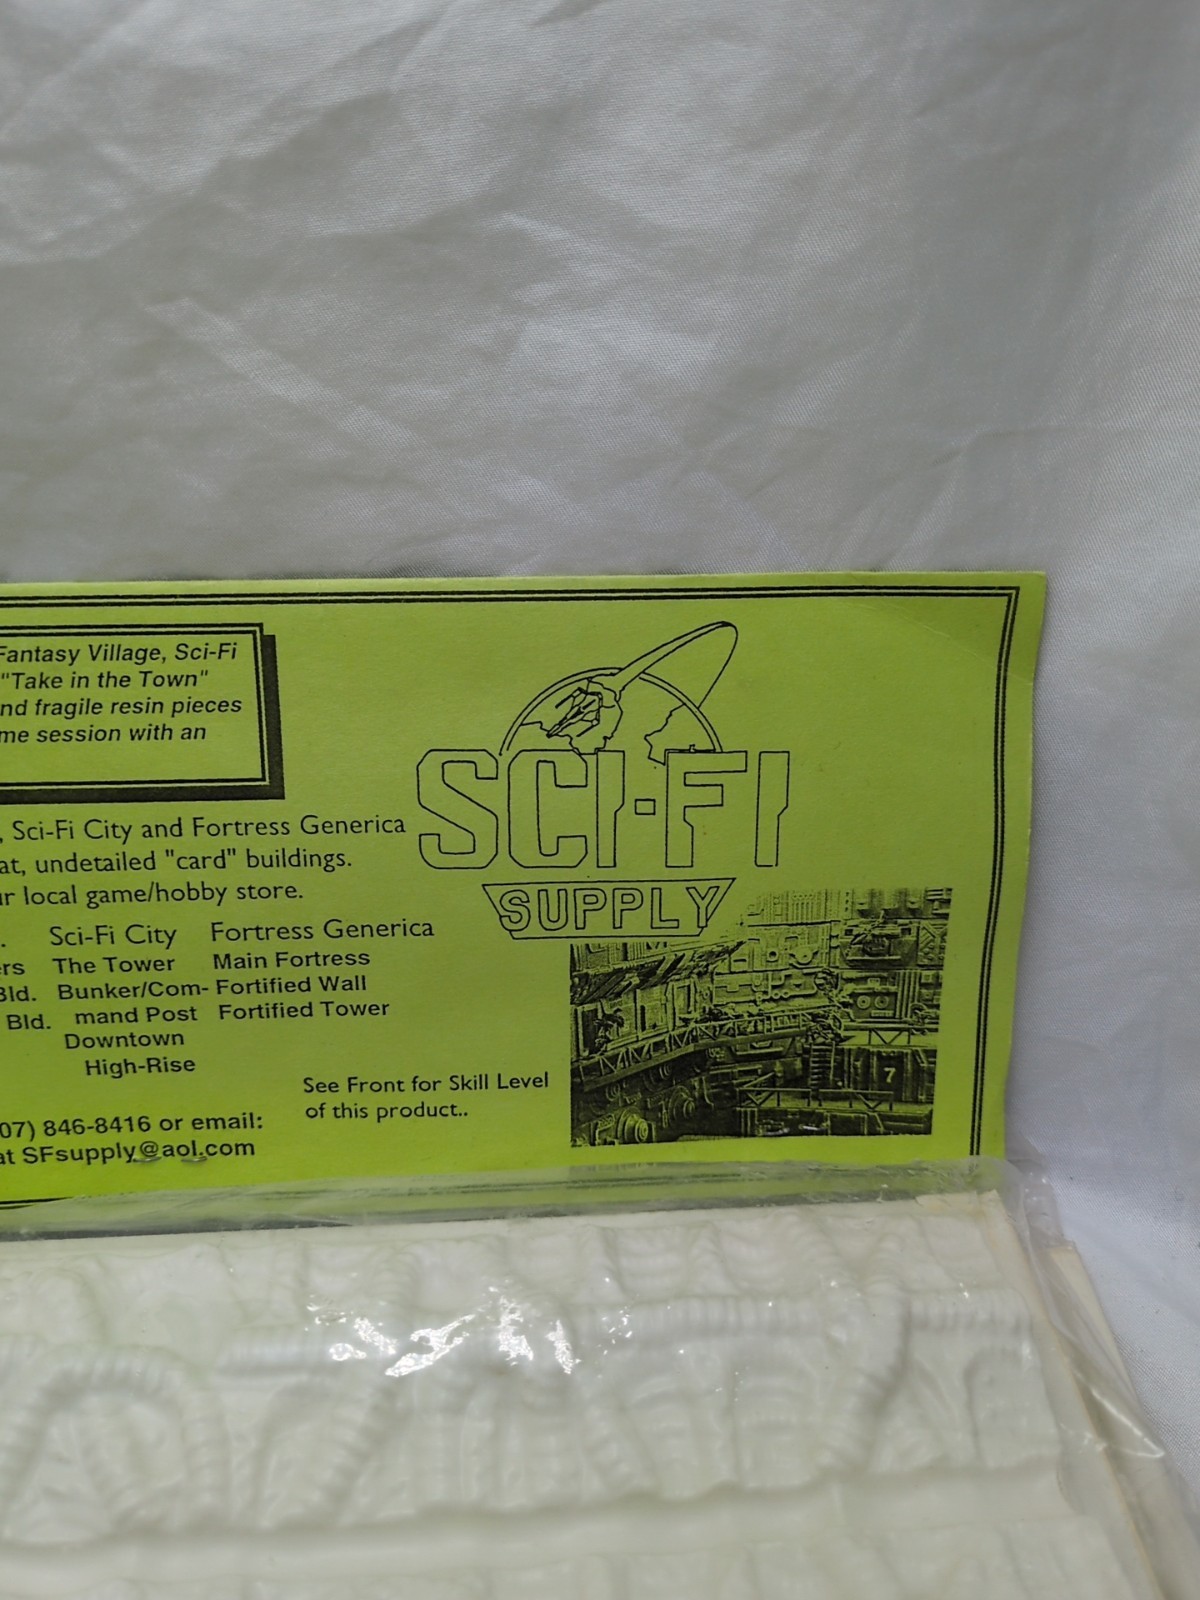 Fantasy Village, Sci-Fi
"Take in the Town"
nd fragile resin pieces
me session with an
SCI-FI
SUPPLY
, Sci-Fi City and Fortress Generica
at, undetailed "card" buildings.
ur local game/hobby store.
. Sci-Fi City Fortress Generica
ers The Tower Main Fortress
Bld. Bunker/Com- Fortified Wall
Bld. mand Post Fortified Tower
Downtown
High-Rise
See Front for Skill Level
of this product..
07) 846-8416 or email:
at SFsupply@aol.com
7